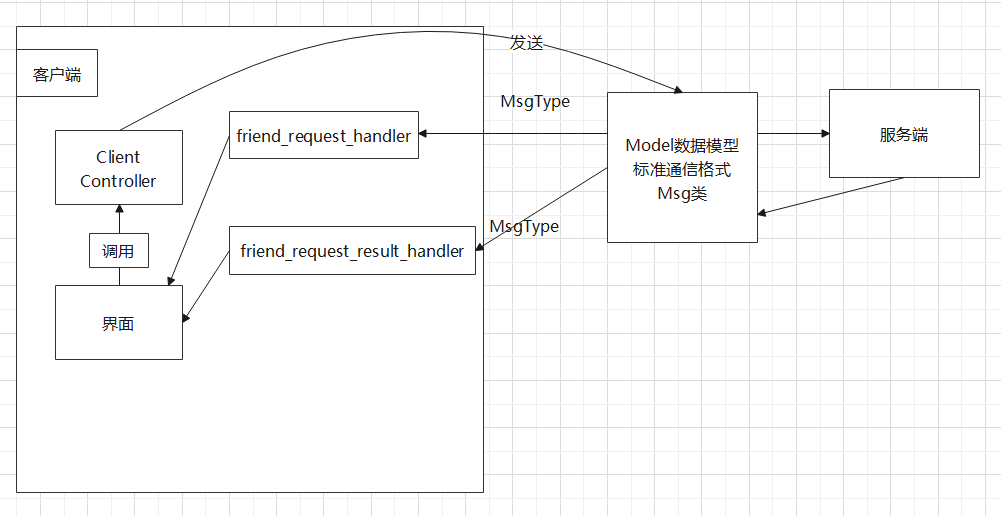 发送
客户端
MsgType
friend_request_handler
Model数据模型
标准通信格式
Msg类
服务端
Client
Controller
MsgType
friend_request_result_handler
调用
界面